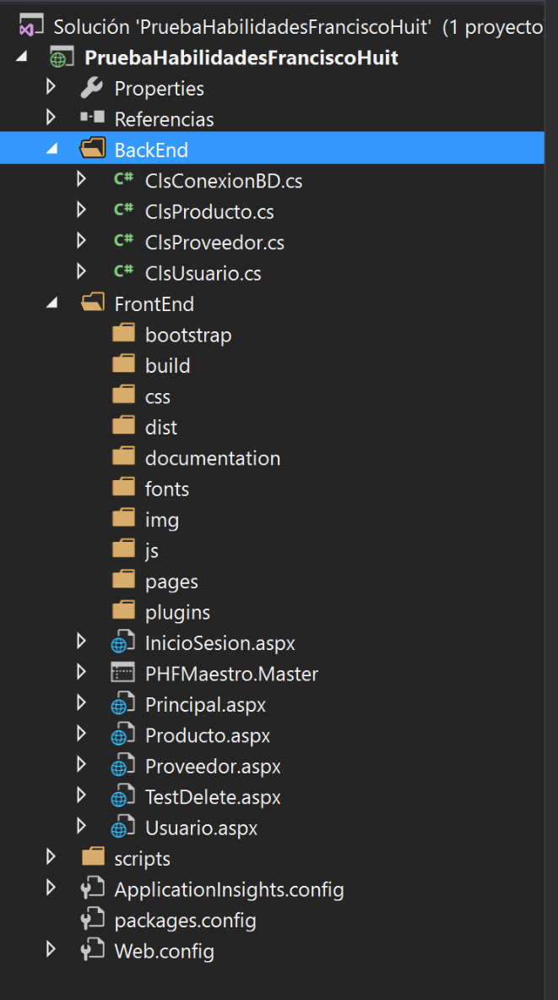 Solución 'PruebaHabilidadesFranciscoHuit' (1 proyecto)
PruebaHabilidadesFranciscoHuit
Properties
Referencias
BackEnd
C# ClsConexionBD.cs
C# ClsProducto.cs
C# ClsProveedor.cs
C# ClsUsuario.cs
FrontEnd
bootstrap
build
css
dist
documentation
fonts
img
js
pages
plugins
InicioSesion.aspx
PHFMaestro.Master
Principal.aspx
Producto.aspx
Proveedor.aspx
TestDelete.aspx
Usuario.aspx
scripts
ApplicationInsights.config
packages.config
Web.config